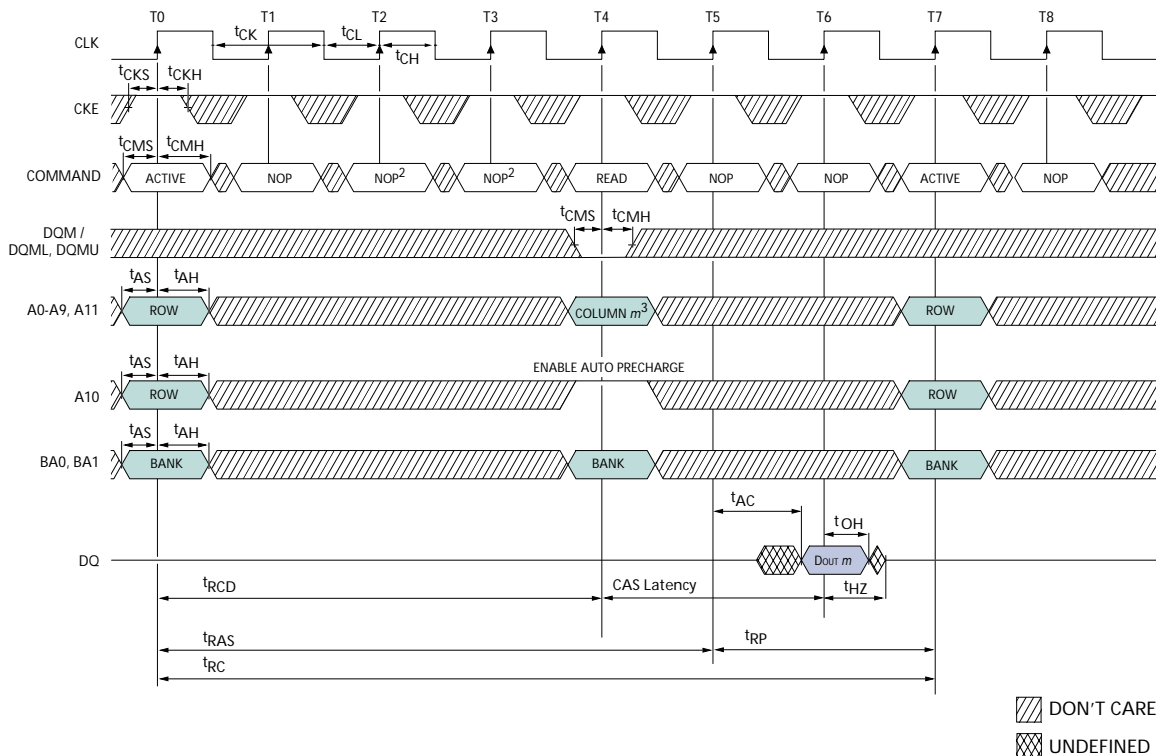 T0 T1 T2 T3 T4 T5 T6 T7 T8
CLK
tCK tCL
tCH
tCKS tCKH
CKE
tCMS tCMH
COMMAND ACTIVE NOP NOP2 NOP2 READ NOP NOP ACTIVE NOP
tCMS tCMH
DQM /
DQML, DQMU
tAS tAH
A0-A9, A11 ROW COLUMN m3 ROW
ENABLE AUTO PRECHARGE
tAS tAH
A10 ROW ROW
tAS tAH
BA0, BA1 BANK BANK BANK
tAC
tOH
DQ DOUT m
tRCD CAS Latency tHZ
tRAS tRP
tRC
DON'T CARE
UNDEFINED